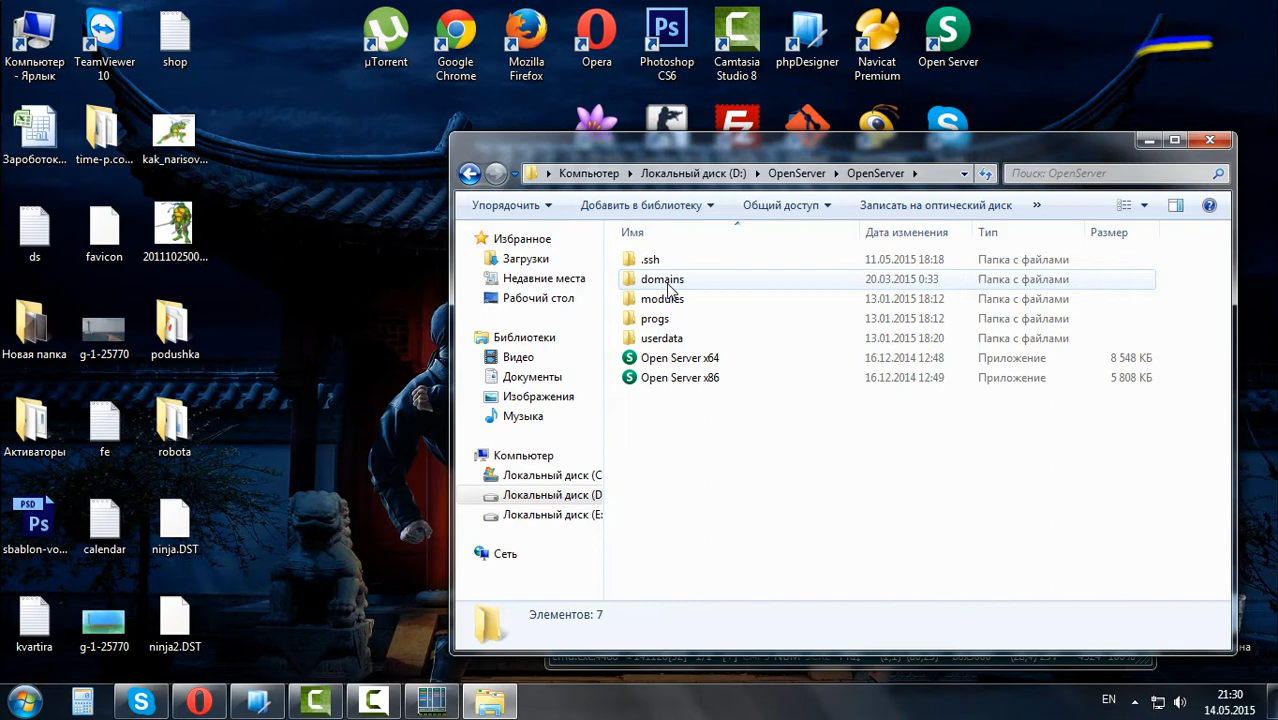 Компьютер - Ярлык
TeamViewer 10
shop
µTorrent
Google Chrome
Mozilla Firefox
Opera
Photoshop CS6
Camtasia Studio 8
phpDesigner
Navicat Premium
Open Server
Зароботок...
time-p.co...
kak_narisov...
ds
favicon
2011102500...
Новая папка
g-1-25770
podushka
Активаторы
fe
robota
PSD
Ps
sbablon-vo...
calendar
ninja.DST
kvartira
g-1-25770
ninja2.DST
Компьютер
Локальный диск (D:)
OpenServer
OpenServer
Поиск: OpenServer
Упорядочить
Добавить в библиотеку
Общий доступ
Записать на оптический диск
»
Имя
Дата изменения
Тип
Размер
Избранное
Загрузки
Недавние места
Рабочий стол
Библиотеки
Видео
Документы
Изображения
Музыка
Компьютер
Локальный диск (C
Локальный диск (D
Локальный диск (E:
Сеть
.ssh 11.05.2015 18:18 Папка с файлами
domains 20.03.2015 0:33 Папка с файлами
modules 13.01.2015 18:12 Папка с файлами
progs 13.01.2015 18:12 Папка с файлами
userdata 13.01.2015 18:20 Папка с файлами
Open Server x64 16.12.2014 12:48 Приложение 8 548 КБ
Open Server x86 16.12.2014 12:49 Приложение 5 808 КБ
Элементов: 7
EN
21:30
14.05.2015